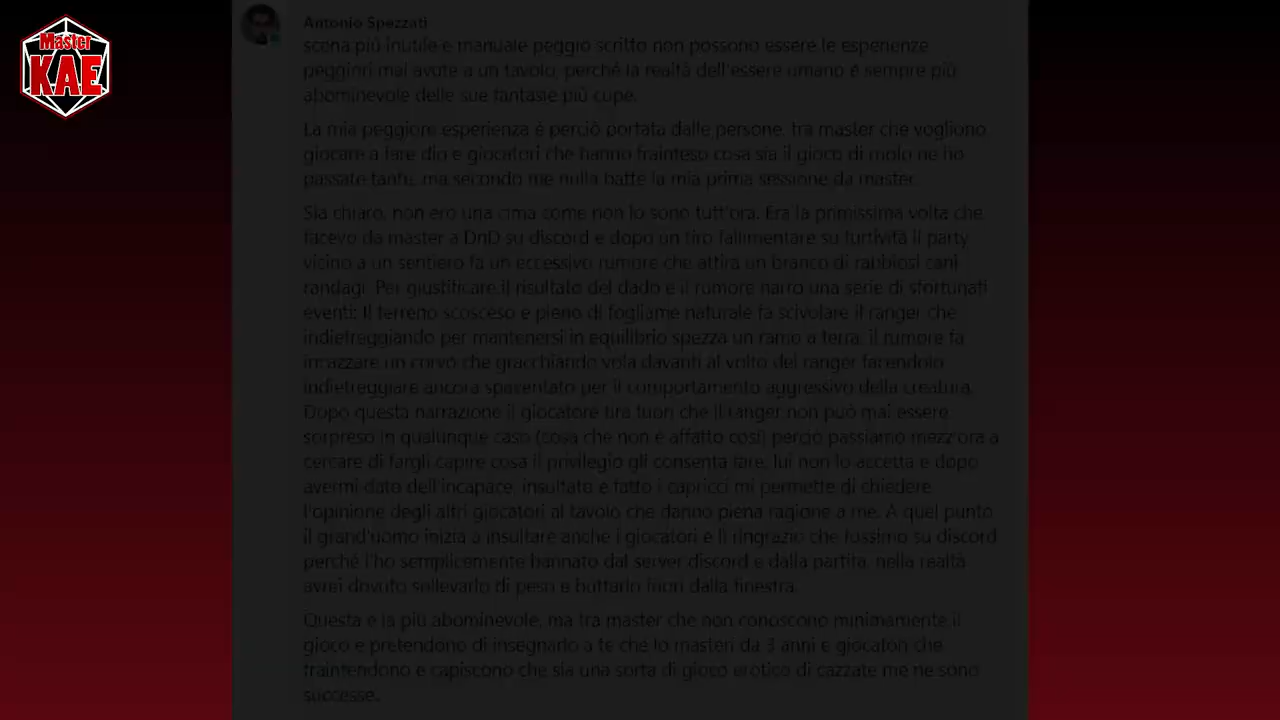 Master
KAE
Antonio Spezzati
scena più inutile e manuale peggio scritto non possono essere le esperienze
peggiori mai avute a un tavolo, perché la realtà dell'essere umano è sempre più
abominevole delle sue fantasie più cupe.
La mia peggiore esperienza è perciò portata dalle persone, tra master che vogliono
giocare a fare dio e giocatori che hanno frainteso cosa sia il gioco di ruolo ne ho
passate tante, ma secondo me nulla batte la mia prima sessione da master.
Sia chiaro, non ero una cima come non lo sono tutt'ora. Era la primissima volta che
facevo da master a DnD su discord e dopo un tiro fallimentare su furtività il party
vicino a un sentiero fa un eccessivo rumore che attira un branco di rabbiosi cani
randagi. Per giustificare il risultato del dado e il rumore narro una serie di sfortunati
eventi: Il terreno scosceso e pieno di fogliame naturale fa scivolare il ranger che
indietreggiando per mantenersi in equilibrio spezza un ramo a terra, il rumore fa
incazzare un corvo che gracchiando vola davanti al volto del ranger facendolo
indietreggiare ancora spaventato per il comportamento aggressivo della creatura.
Dopo questa narrazione il giocatore tira fuori che il ranger non può mai essere
sorpreso in qualunque caso (cosa che non è affatto così) perciò passiamo mezz'ora a
cercare di fargli capire cosa il privilegio gli consenta fare, lui non lo accetta e dopo
avermi dato dell'incapace, insultato e fatto i capricci mi permette di chiedere
l'opinione degli altri giocatori al tavolo che danno piena ragione a me. A quel punto
il grand'uomo inizia a insultare anche i giocatori e lì ringrazio che fossimo su discord
perché l'ho semplicemente bannato dal server discord e dalla partita, nella realtà
avrei dovuto sollevarlo di peso e buttarlo fuori dalla finestra.
Questa è la più abominevole, ma tra master che non conoscono minimamente il
gioco e pretendono di insegnarlo a te che lo masteri da 3 anni e giocatori che
fraintendono e capiscono che sia una sorta di gioco erotico di cazzate me ne sono
successe.